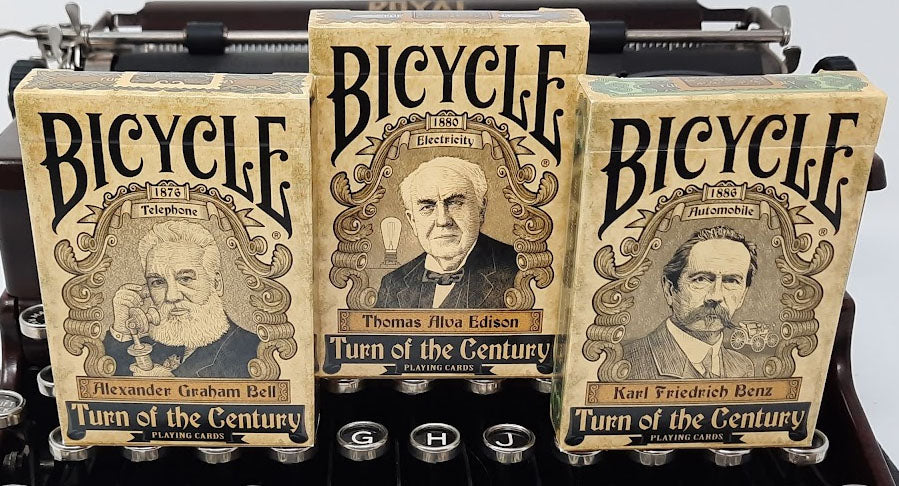 ROYAL
BICYCLE
®
1876
Telephone
Alexander Graham Bell
Turn of the Century
PLAYING CARDS
BICYCLE
®
1880
Electricity
Thomas Alva Edison
Turn of the Century
PLAYING CARDS
BICYCLE
®
1886
Automobile
Karl Friedrich Benz
Turn of the Century
PLAYING CARDS
G H J